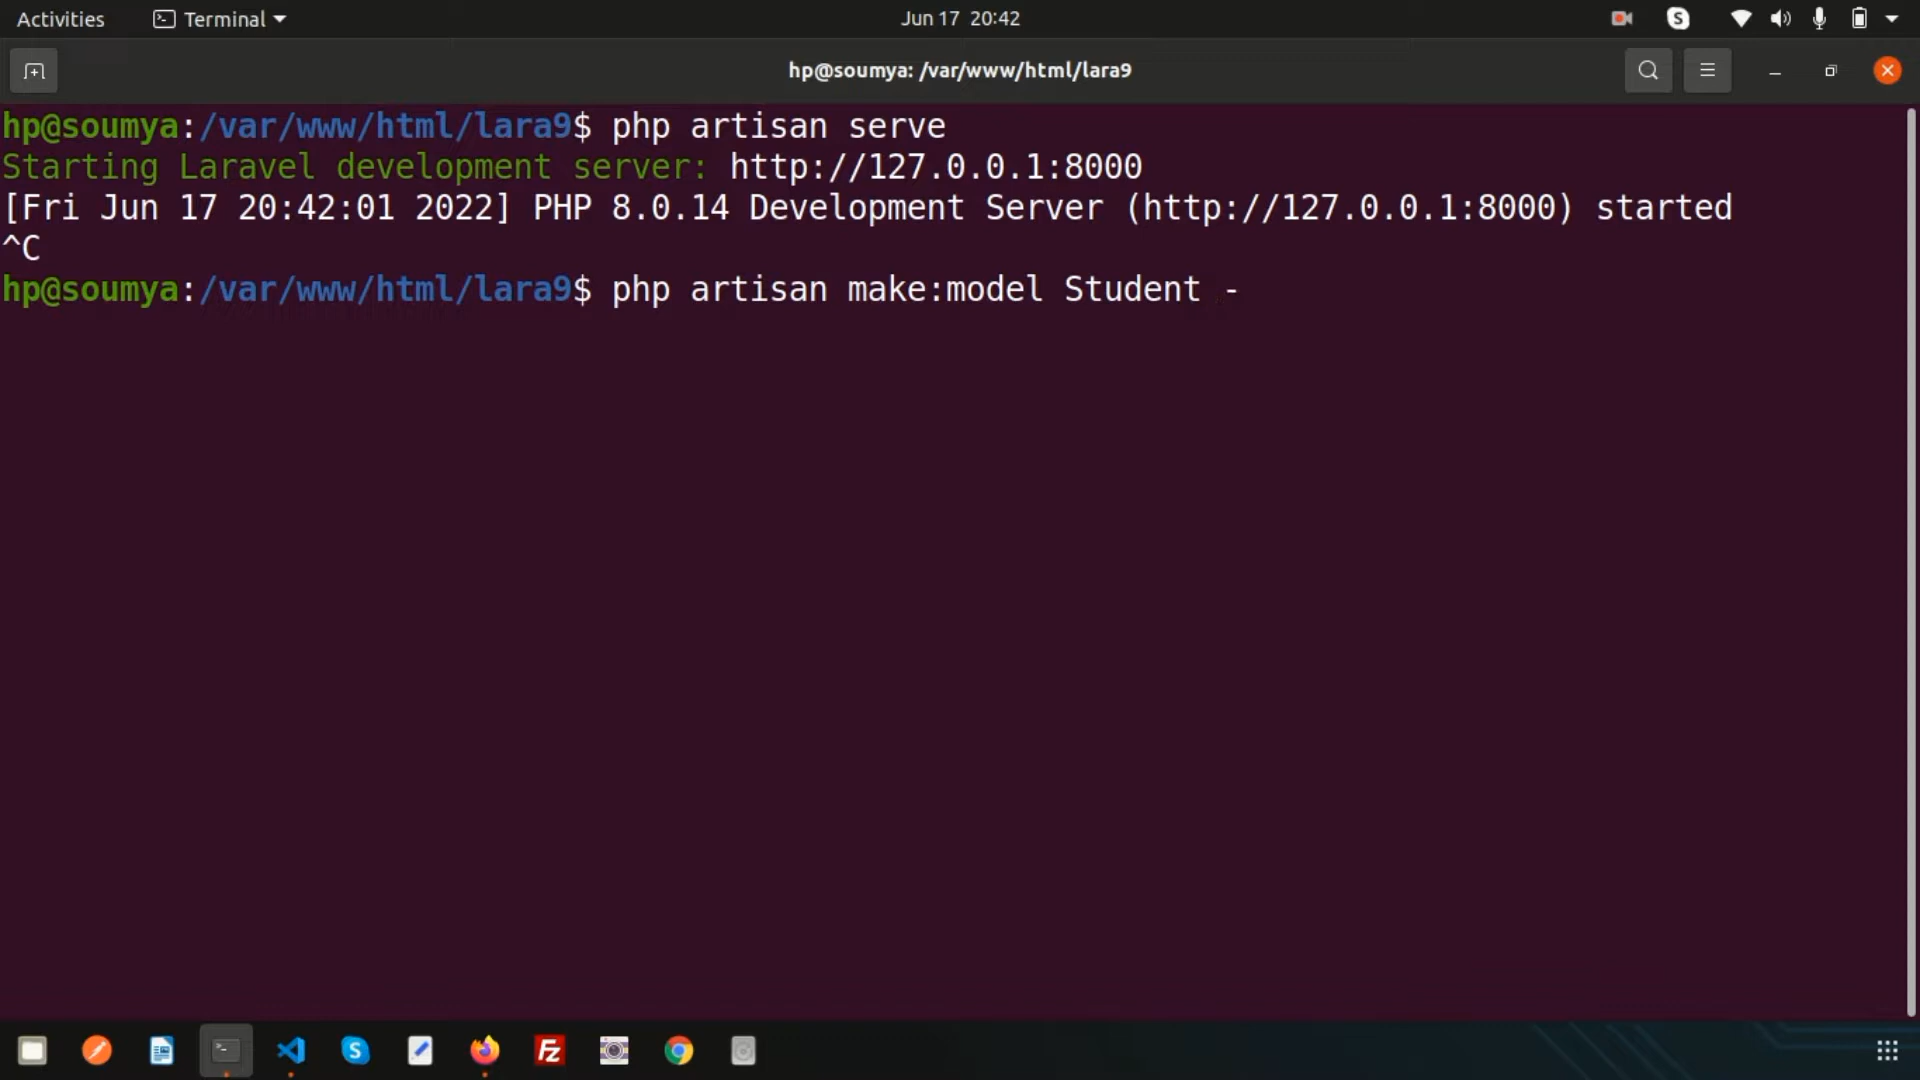 Activities Terminal Jun 17 20:42
hp@soumya: /var/www/html/lara9
hp@soumya:/var/www/html/lara9$ php artisan serve
Starting Laravel development server: http://127.0.0.1:8000
[Fri Jun 17 20:42:01 2022] PHP 8.0.14 Development Server (http://127.0.0.1:8000) started
^C
hp@soumya:/var/www/html/lara9$ php artisan make:model Student -